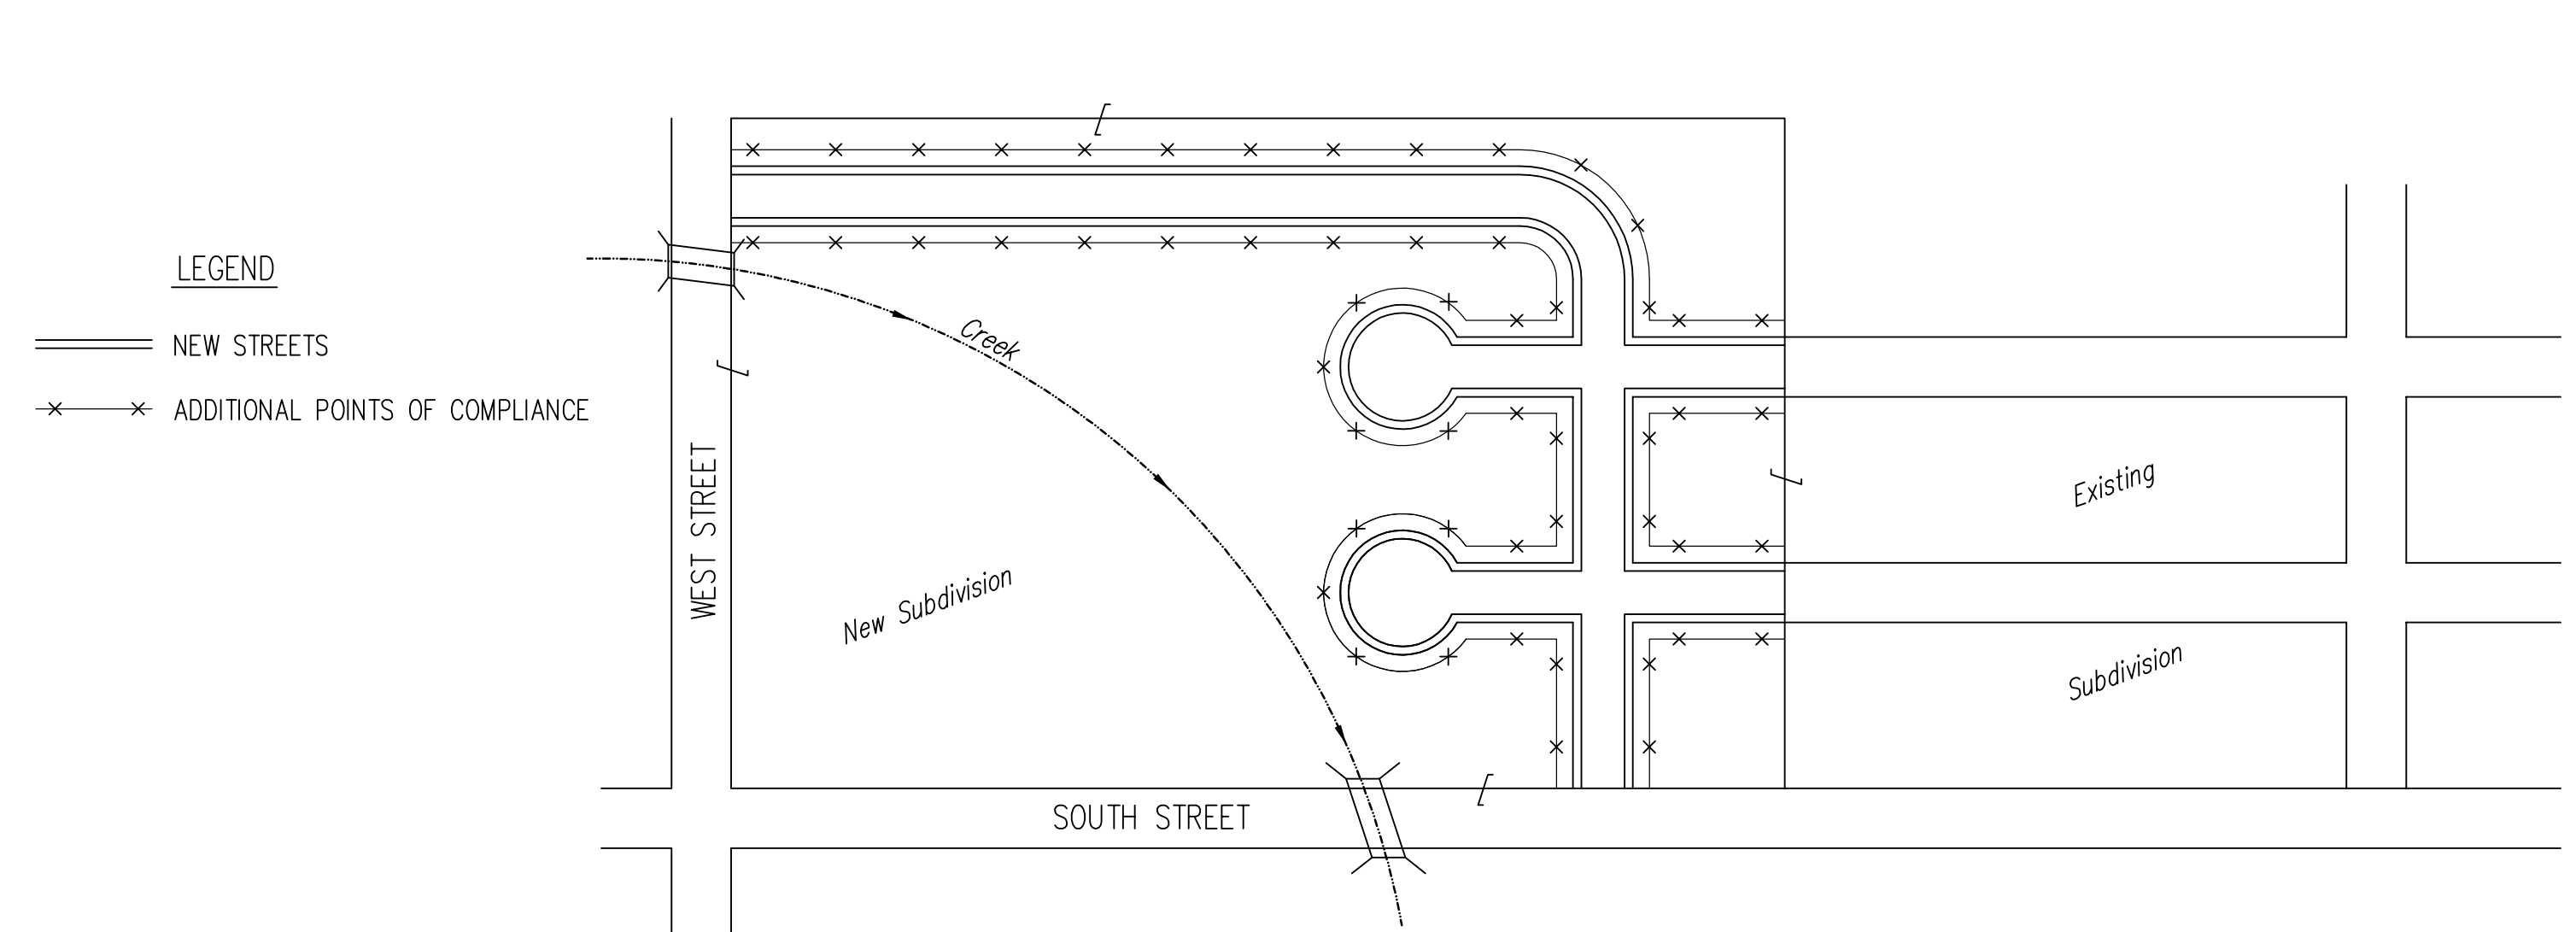 LEGEND
NEW STREETS
ADDITIONAL POINTS OF COMPLIANCE
WEST STREET
Creek
New Subdivision
SOUTH STREET
Existing
Subdivision